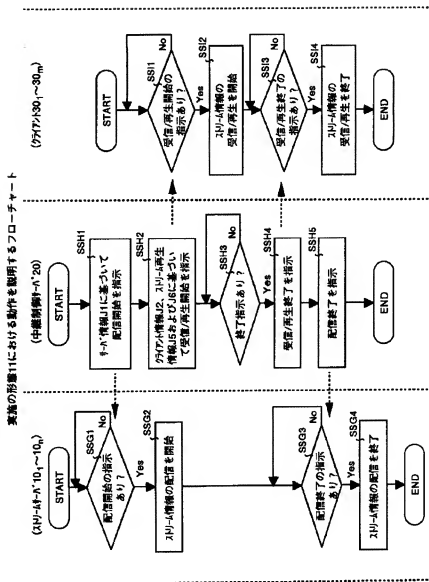 実施の形態11における動作を説明するフローチャート
(ストリームサーバ10₁~10ₘ)
START
SSG1
配信開始の指示
あり?
No
Yes
SSG2
ストリーム情報の配信を開始
SSG3
配信終了の指示
あり?
No
Yes
SSG4
ストリーム情報の配信を終了
END
(中継制御サーバ20)
START
SSH1
サーバ情報J1に基づいて
配信開始を指示
SSH2
クライアント情報J2、ストリーム再生
情報J5およびJ6に基づい
て受信/再生開始を指示
SSH3
終了指示あり?
No
Yes
SSH4
受信/再生終了を指示
SSH5
配信終了を指示
END
(クライアント30₁~30ₘ)
START
SSI1
受信/再生開始の
指示あり?
No
Yes
SSI2
ストリーム情報の
受信/再生を開始
SSI3
受信/再生終了の
指示あり?
No
Yes
SSI4
ストリーム情報の
受信/再生を終了
END